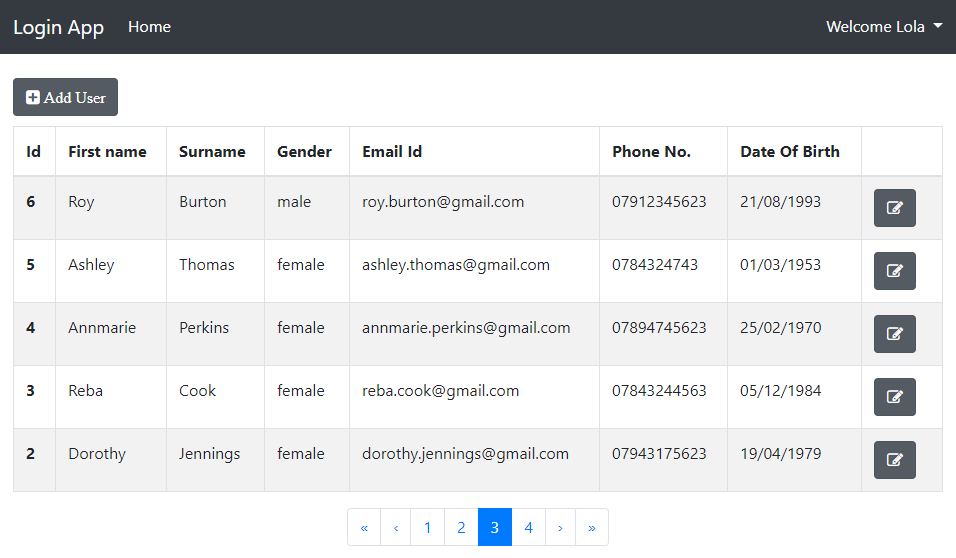 Login App Home Welcome Lola
Add User
Id First name Surname Gender Email Id Phone No. Date Of Birth
6 Roy Burton male roy.burton@gmail.com 07912345623 21/08/1993
5 Ashley Thomas female ashley.thomas@gmail.com 0784324743 01/03/1953
4 Annmarie Perkins female annmarie.perkins@gmail.com 07894745623 25/02/1970
3 Reba Cook female reba.cook@gmail.com 07843244563 05/12/1984
2 Dorothy Jennings female dorothy.jennings@gmail.com 07943175623 19/04/1979
« ‹ 1 2 3 4 › »